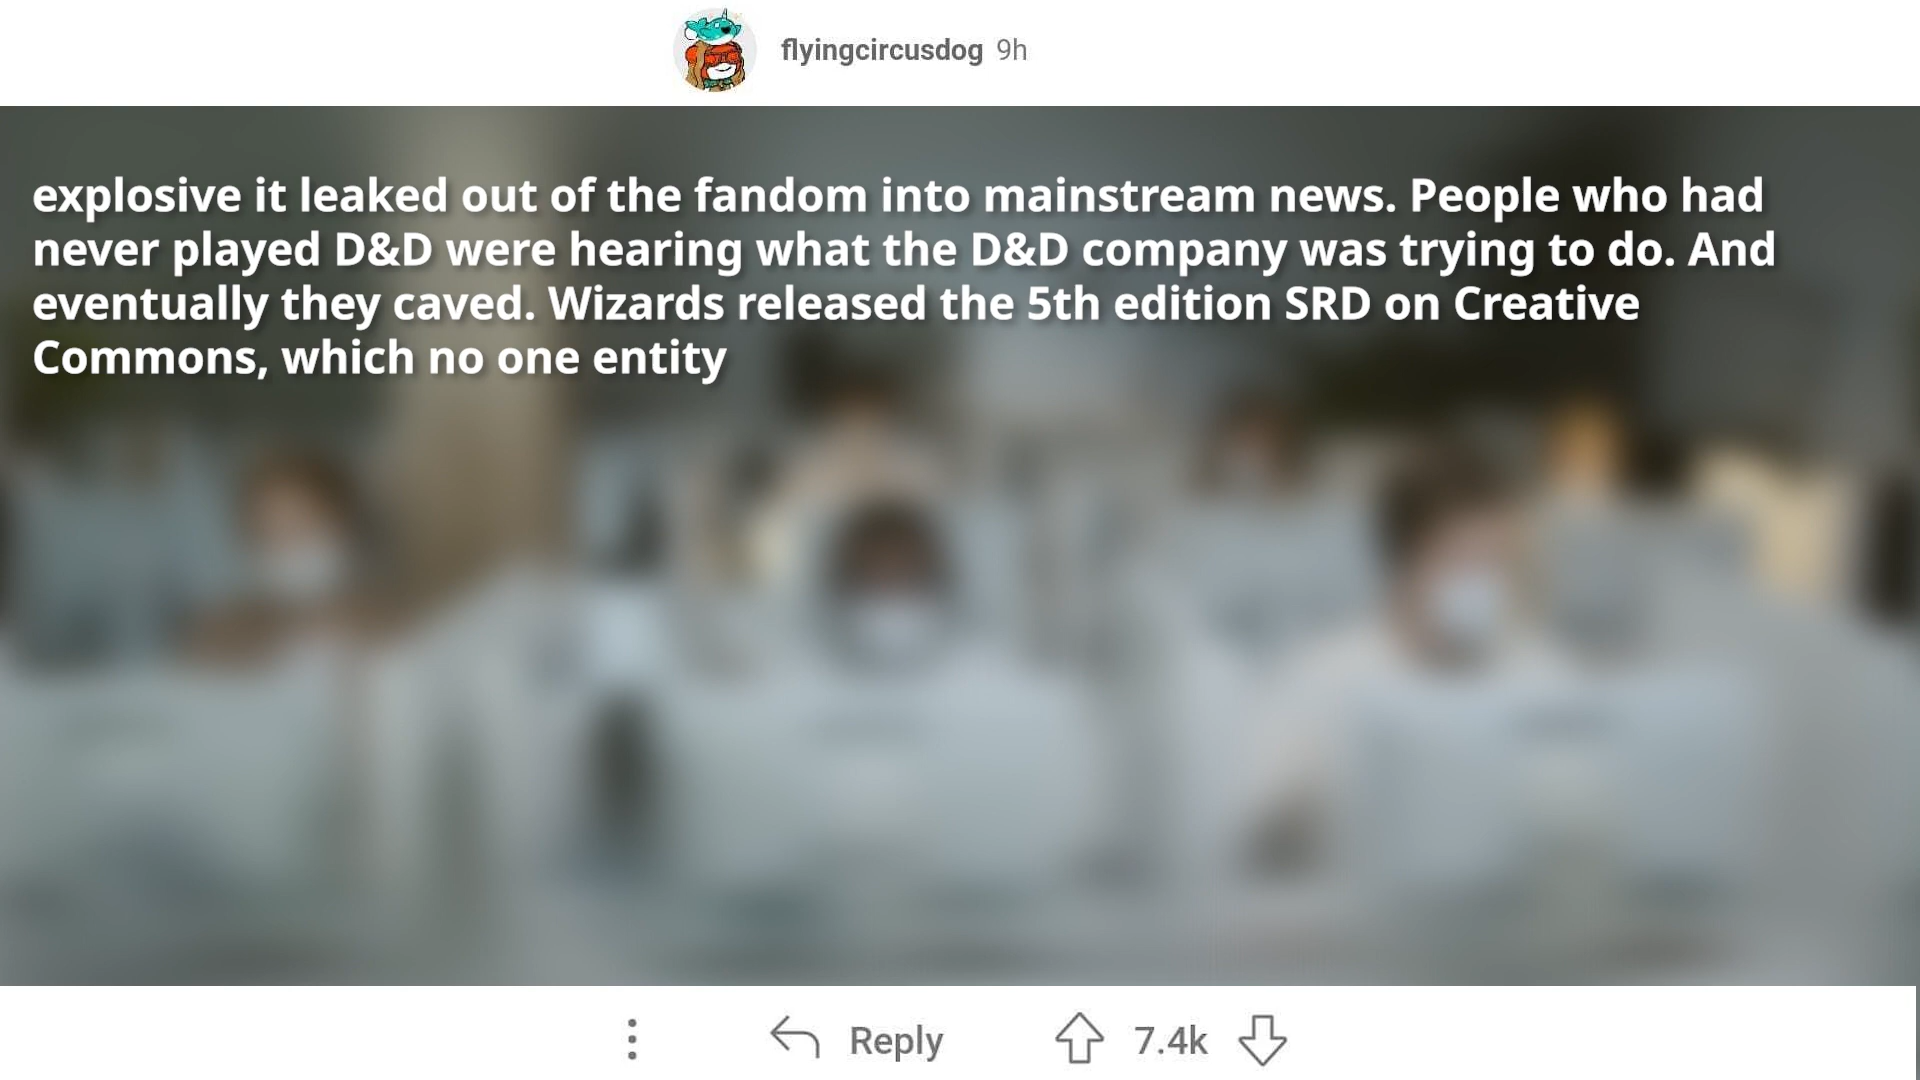 flyingcircusdog 9h
explosive it leaked out of the fandom into mainstream news. People who had
never played D&D were hearing what the D&D company was trying to do. And
eventually they caved. Wizards released the 5th edition SRD on Creative
Commons, which no one entity
Reply 7.4k